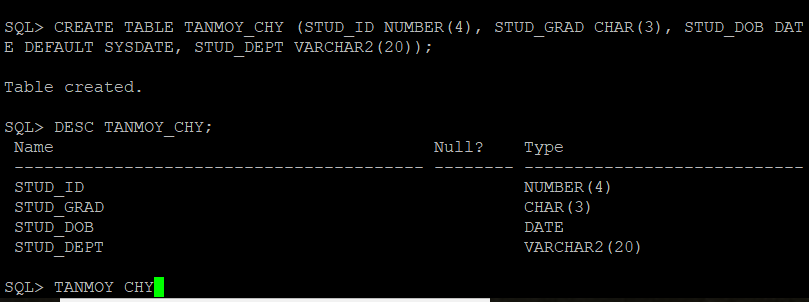 SQL> CREATE TABLE TANMOY_CHY (STUD_ID NUMBER(4), STUD_GRAD CHAR(3), STUD_DOB DAT
E DEFAULT SYSDATE, STUD_DEPT VARCHAR2(20));
Table created.
SQL> DESC TANMOY_CHY;
Name Null? Type
----------------------------------------- -------- ----------------------------
STUD_ID NUMBER(4)
STUD_GRAD CHAR(3)
STUD_DOB DATE
STUD_DEPT VARCHAR2(20)
SQL> TANMOY CHY